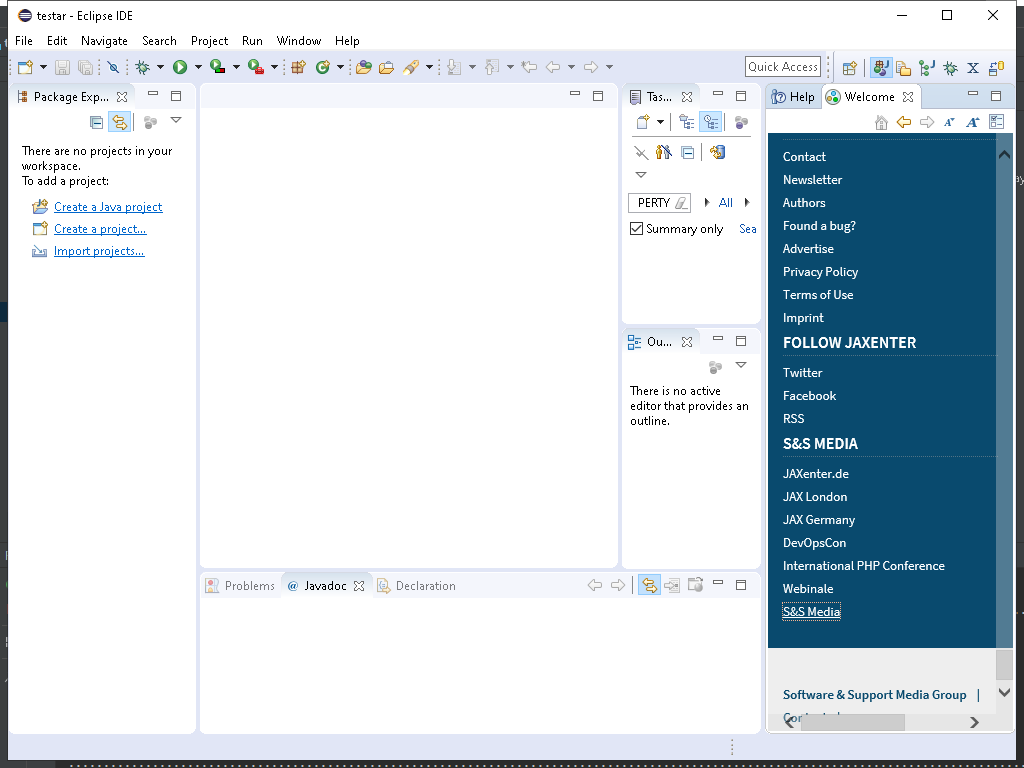 testar - Eclipse IDE
File Edit Navigate Search Project Run Window Help
Quick Access
Package Exp...
There are no projects in your
workspace.
To add a project:
Create a Java project
Create a project...
Import projects...
Tas...
PERTY All
Summary only Sea
Ou...
There is no active
editor that provides an
outline.
Problems @ Javadoc Declaration
Help Welcome
Contact
Newsletter
Authors
Found a bug?
Advertise
Privacy Policy
Terms of Use
Imprint
FOLLOW JAXENTER
Twitter
Facebook
RSS
S&S MEDIA
JAXenter.de
JAX London
JAX Germany
DevOpsCon
International PHP Conference
Webinale
S&S Media
Software & Support Media Group |